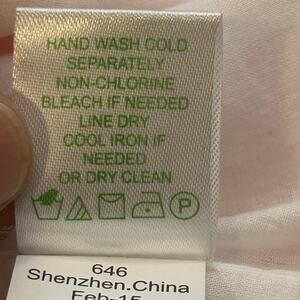 HAND WASH COLD
SEPARATELY
NON-CHLORINE
BLEACH IF NEEDED
LINE DRY
COOL IRON IF
NEEDED
OR DRY CLEAN
P
646
Shenzhen.China
Feb-15